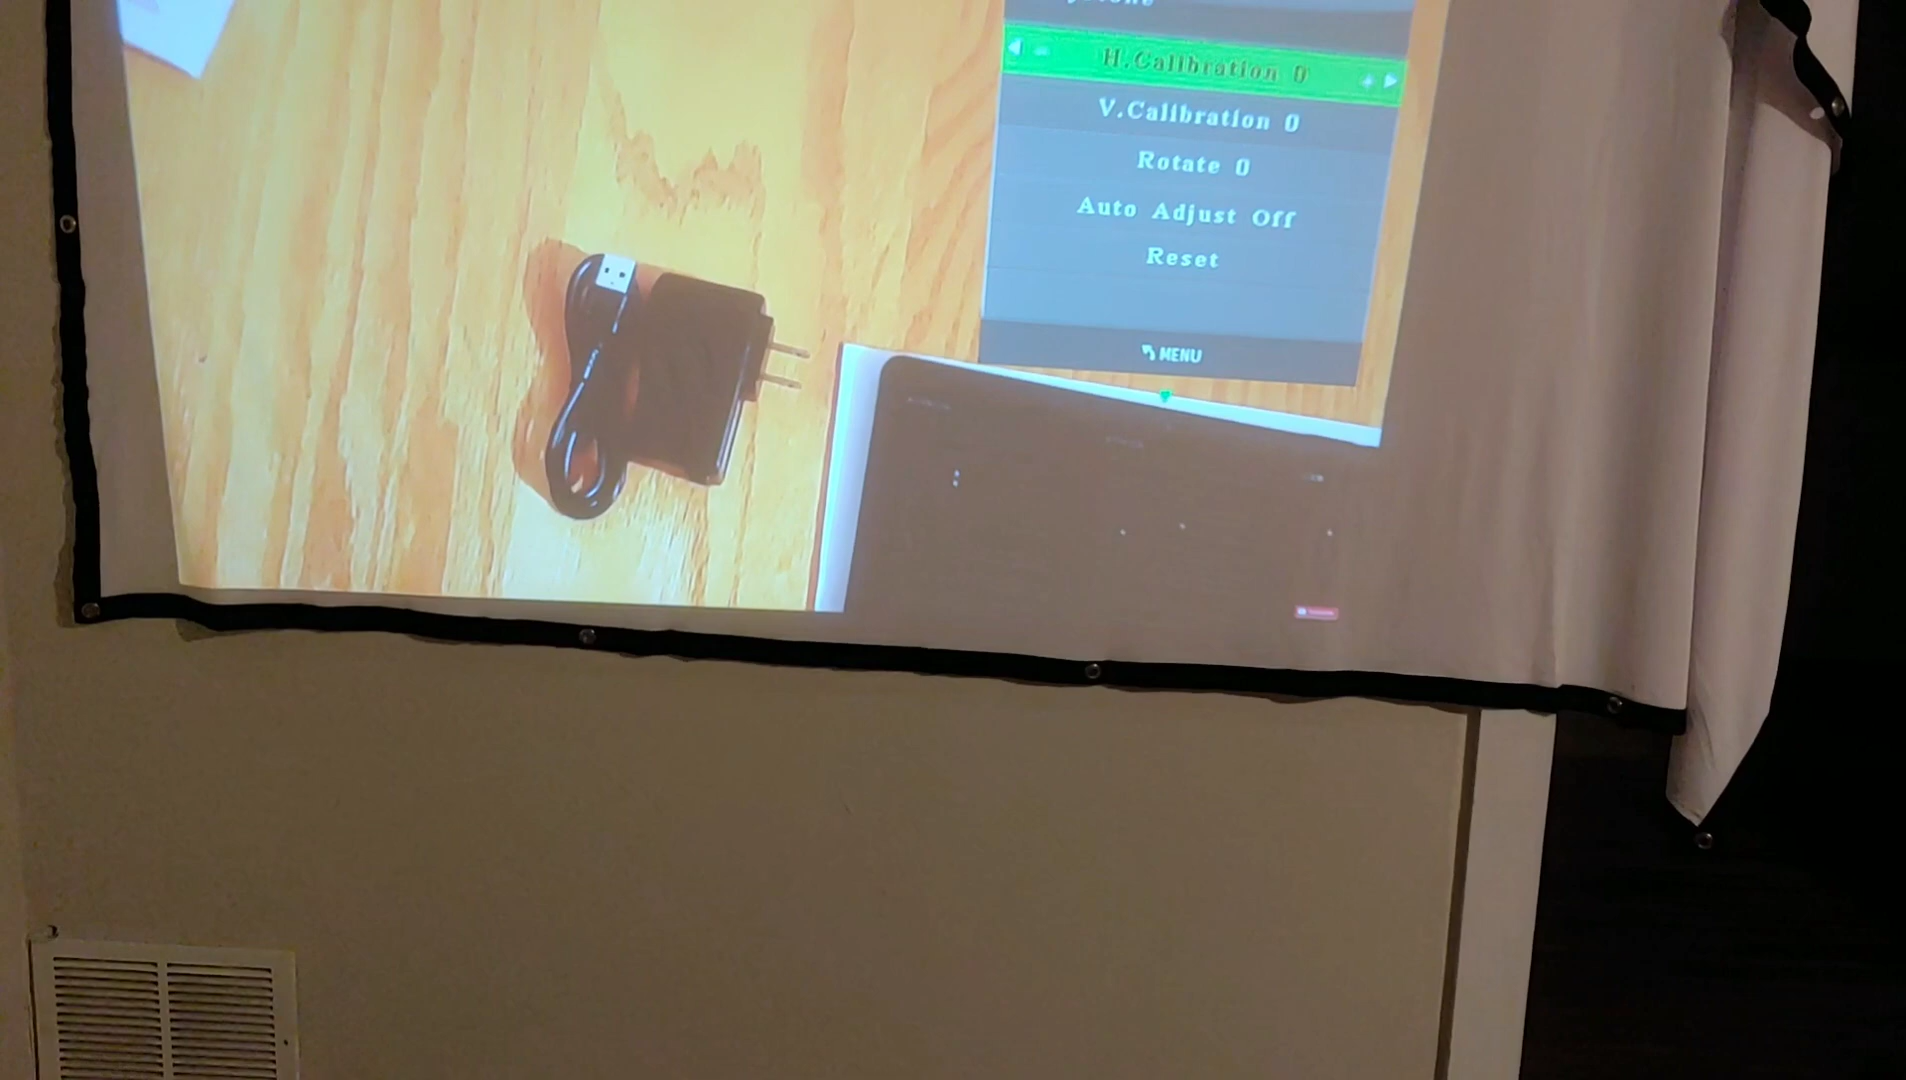 H.Calibration 0
V.Calibration 0
Rotate 0
Auto Adjust Off
Reset
MENU